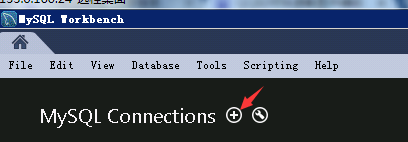 MySQL Workbench
File Edit View Database Tools Scripting Help
MySQL Connections